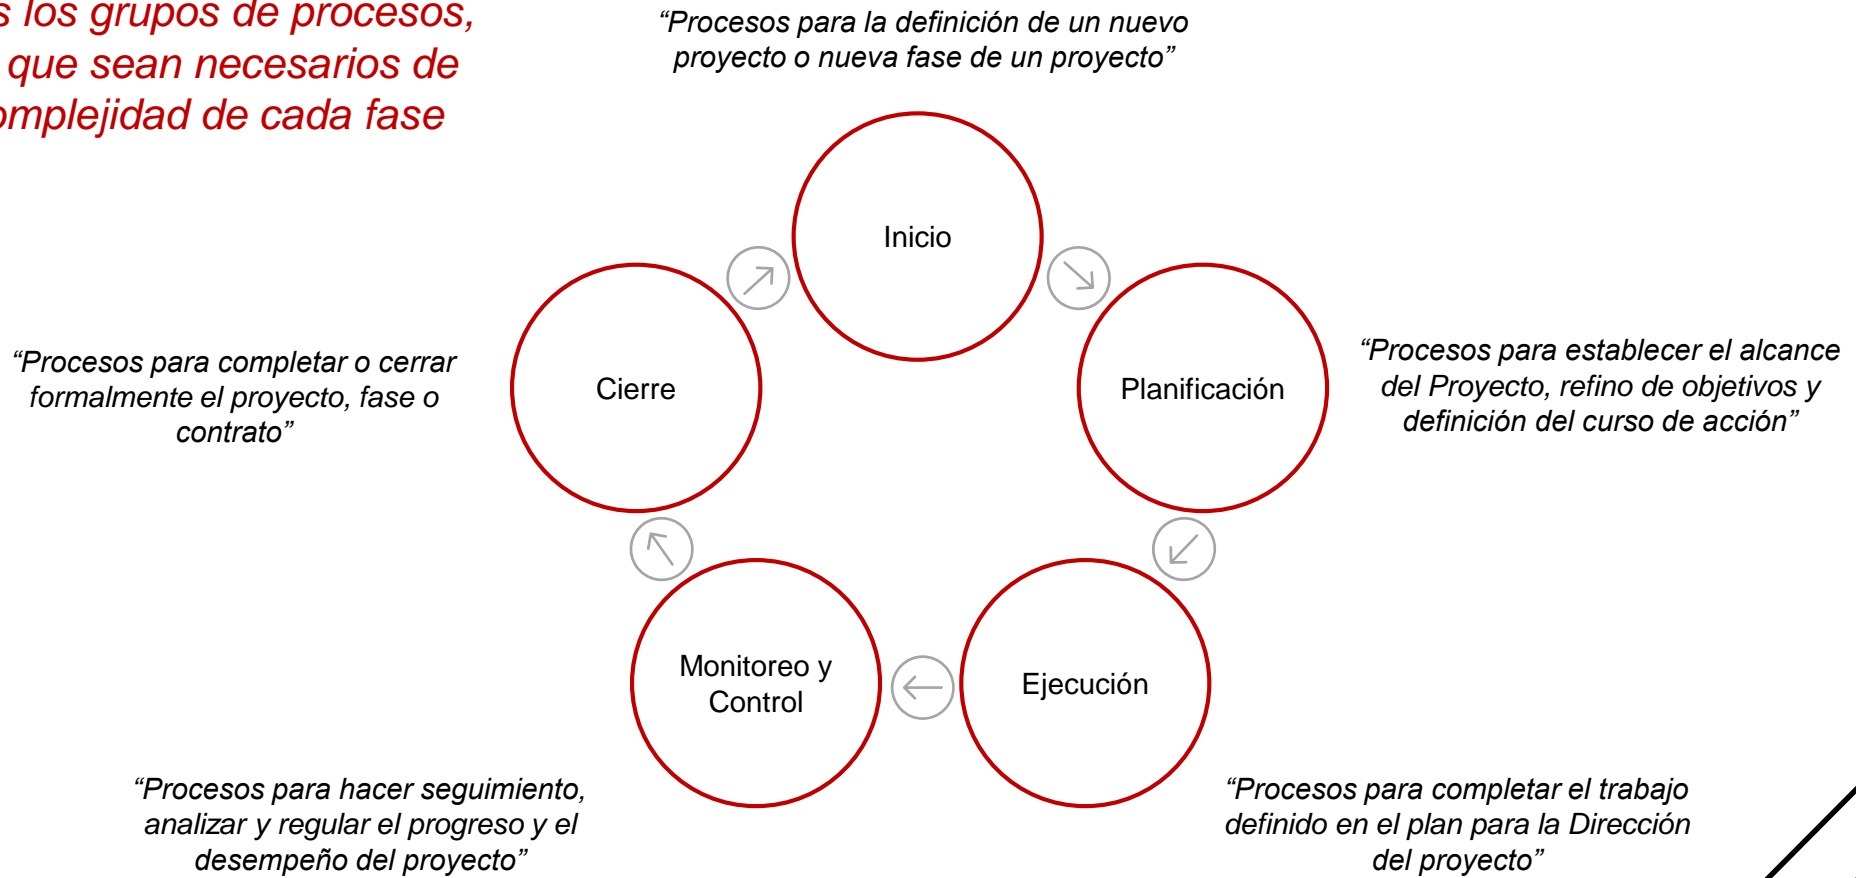 s los grupos de procesos,
que sean necesarios de
omplejidad de cada fase
“Procesos para la definición de un nuevo
proyecto o nueva fase de un proyecto”
Inicio
Cierre
Planificación
“Procesos para completar o cerrar
formalmente el proyecto, fase o
contrato”
“Procesos para establecer el alcance
del Proyecto, refino de objetivos y
definición del curso de acción”
Monitoreo y
Control
Ejecución
“Procesos para hacer seguimiento,
analizar y regular el progreso y el
desempeño del proyecto”
“Procesos para completar el trabajo
definido en el plan para la Dirección
del proyecto”